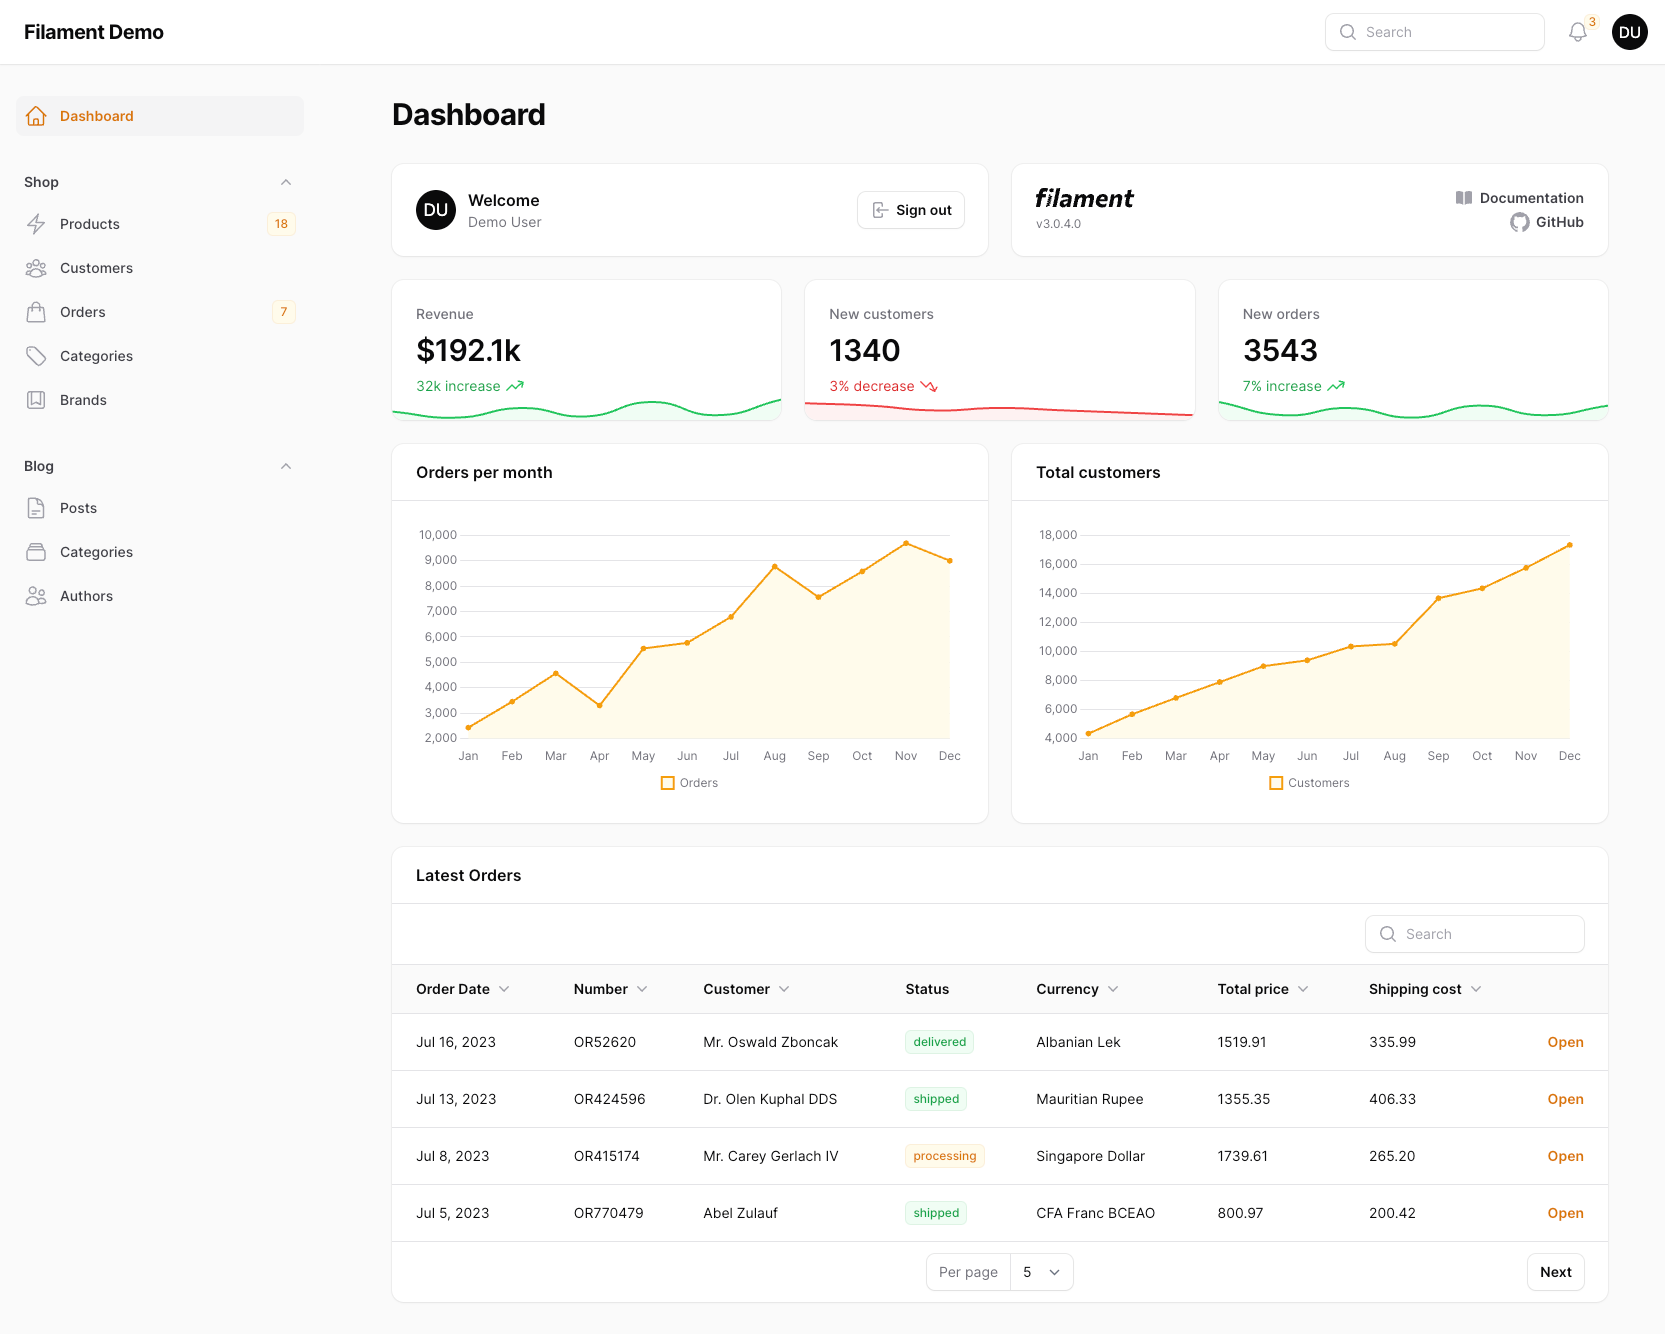 Filament Demo
Search
3
DU
Dashboard
Shop
Products 18
Customers
Orders 7
Categories
Brands
Blog
Posts
Categories
Authors
Dashboard
DU
Welcome
Demo User
Sign out
filament
v3.0.4.0
Documentation
GitHub
Revenue
$192.1k
32k increase
New customers
1340
3% decrease
New orders
3543
7% increase
Orders per month
10,000
9,000
8,000
7,000
6,000
5,000
4,000
3,000
2,000
Jan Feb Mar Apr May Jun Jul Aug Sep Oct Nov Dec
Orders
Total customers
18,000
16,000
14,000
12,000
10,000
8,000
6,000
4,000
Jan Feb Mar Apr May Jun Jul Aug Sep Oct Nov Dec
Customers
Latest Orders
Search
Order Date Number Customer Status Currency Total price Shipping cost
Jul 16, 2023 OR52620 Mr. Oswald Zboncak delivered Albanian Lek 1519.91 335.99 Open
Jul 13, 2023 OR424596 Dr. Olen Kuphal DDS shipped Mauritian Rupee 1355.35 406.33 Open
Jul 8, 2023 OR415174 Mr. Carey Gerlach IV processing Singapore Dollar 1739.61 265.20 Open
Jul 5, 2023 OR770479 Abel Zulauf shipped CFA Franc BCEAO 800.97 200.42 Open
Per page 5
Next